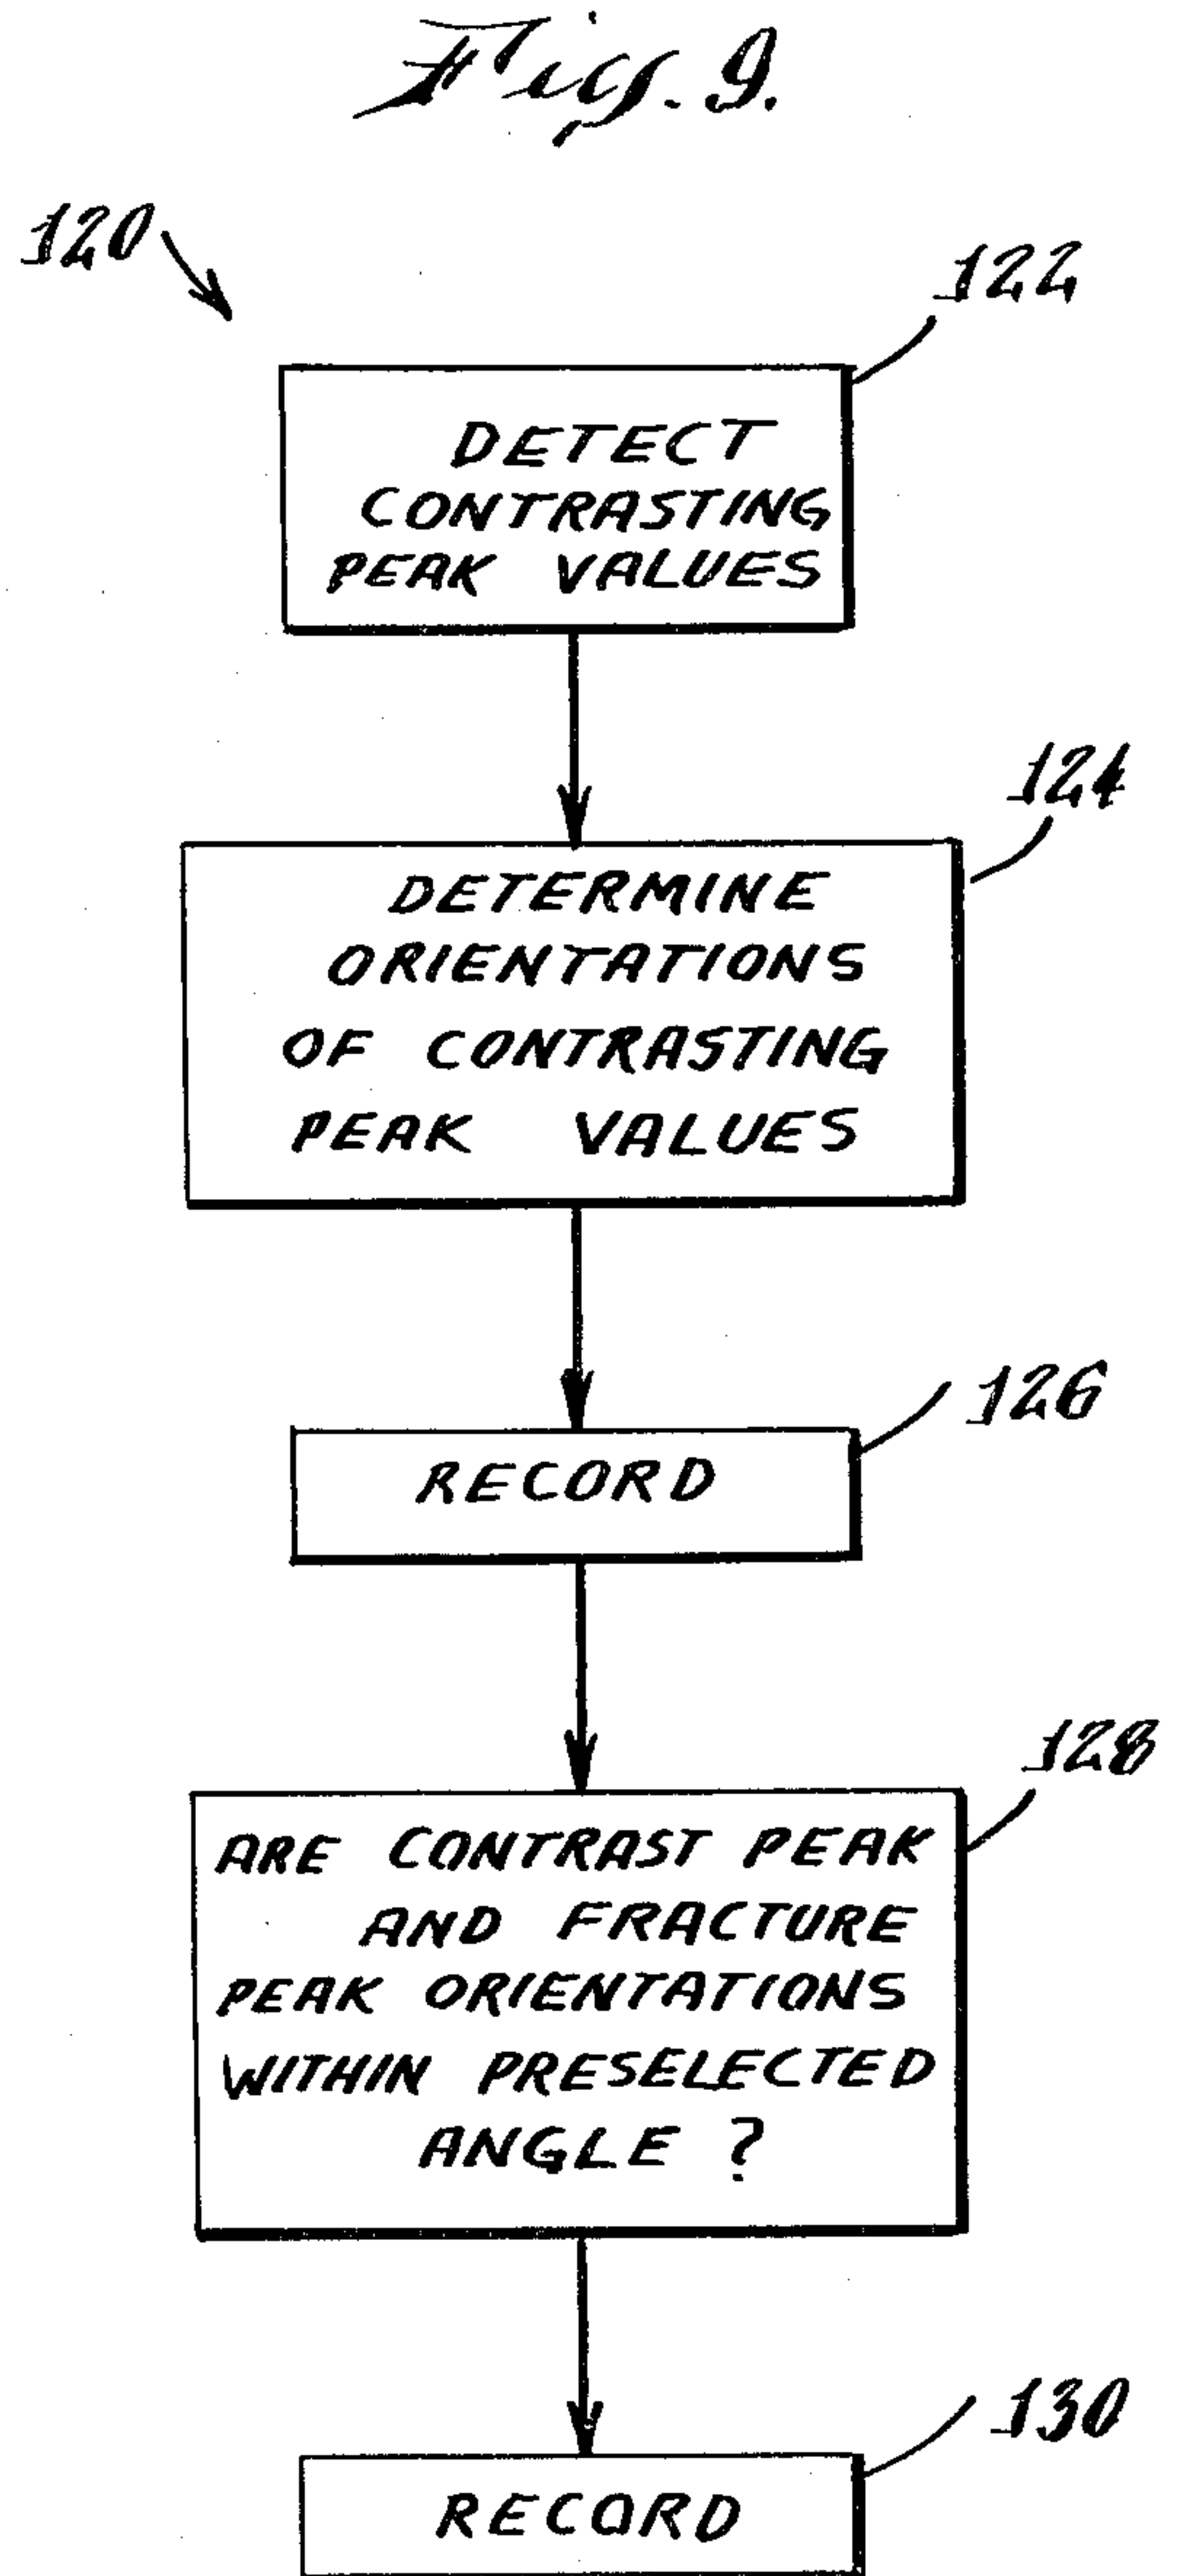 Fig. 9.
120
122
DETECT
CONTRASTING
PEAK VALUES
124
DETERMINE
ORIENTATIONS
OF CONTRASTING
PEAK VALUES
126
RECORD
128
ARE CONTRAST PEAK
AND FRACTURE
PEAK ORIENTATIONS
WITHIN PRESELECTED
ANGLE ?
130
RECORD